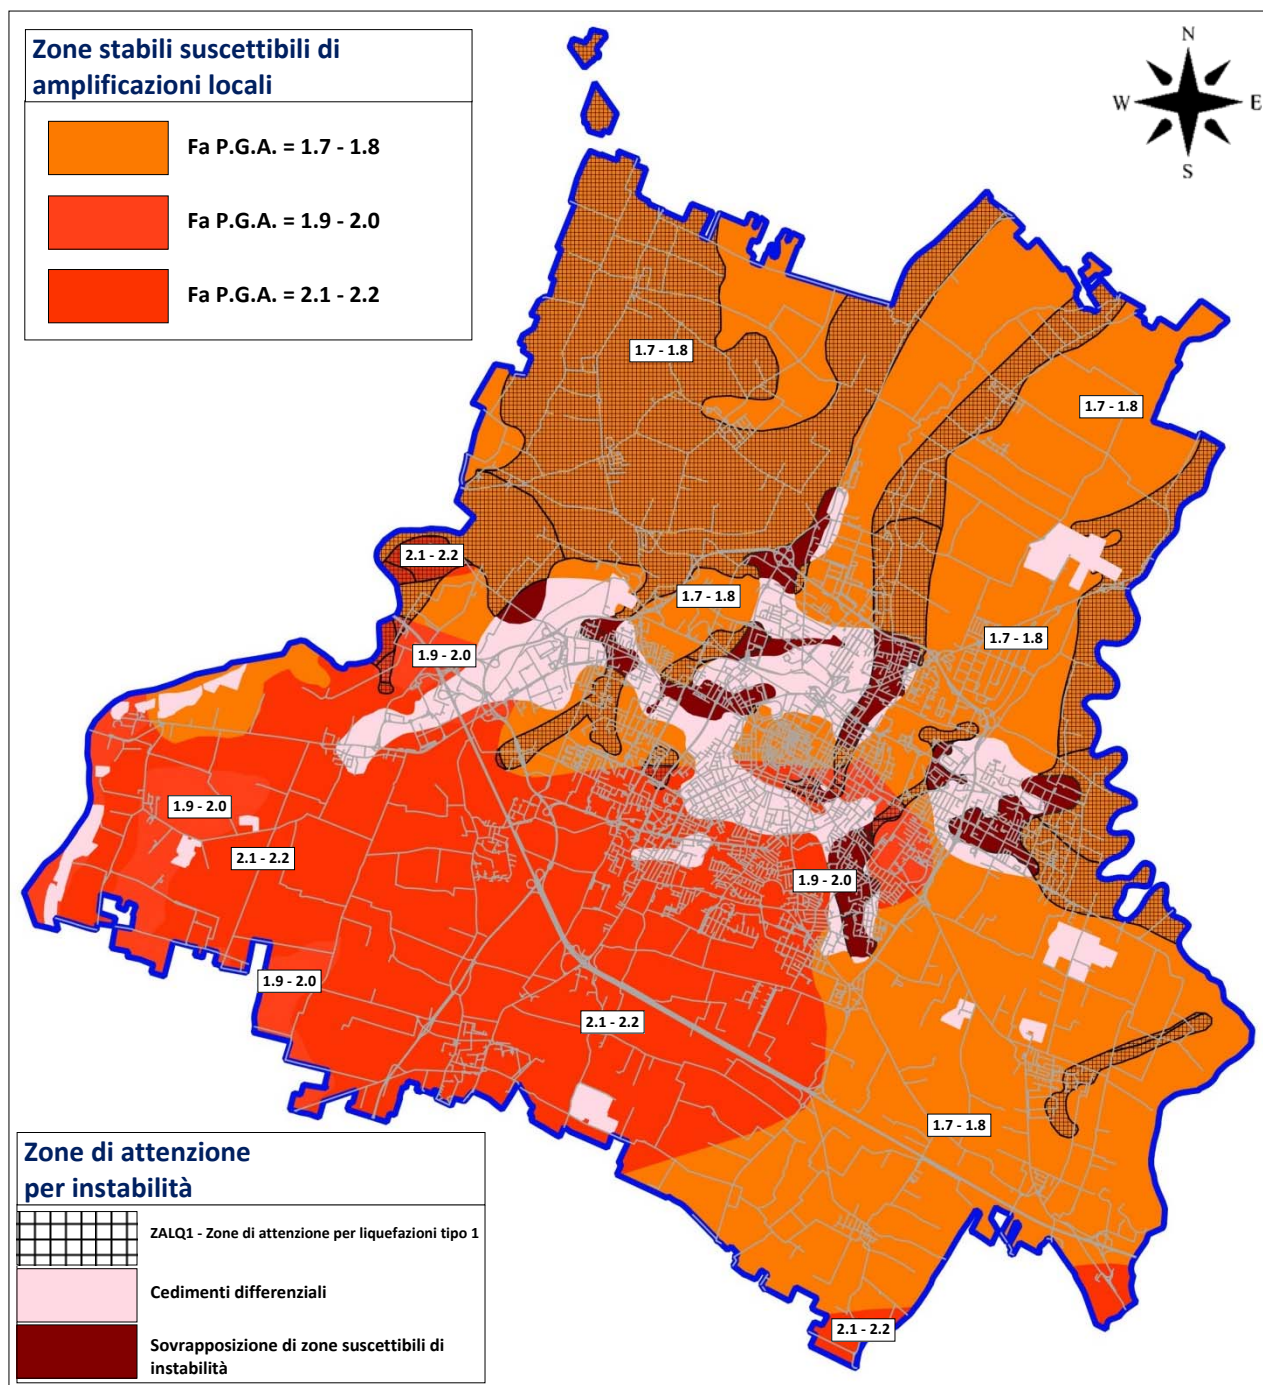 Zone stabili suscettibili di
amplificazioni locali
Fa P.G.A. = 1.7 - 1.8
Fa P.G.A. = 1.9 - 2.0
Fa P.G.A. = 2.1 - 2.2
N
W
E
S
1.7 - 1.8
1.7 - 1.8
2.1 - 2.2
1.7 - 1.8
1.7 - 1.8
1.9 - 2.0
1.9 - 2.0
2.1 - 2.2
1.9 - 2.0
1.9 - 2.0
2.1 - 2.2
1.7 - 1.8
2.1 - 2.2
Zone di attenzione
per instabilità
ZALQ1 - Zone di attenzione per liquefazioni tipo 1
Cedimenti differenziali
Sovrapposizione di zone suscettibili di
instabilità